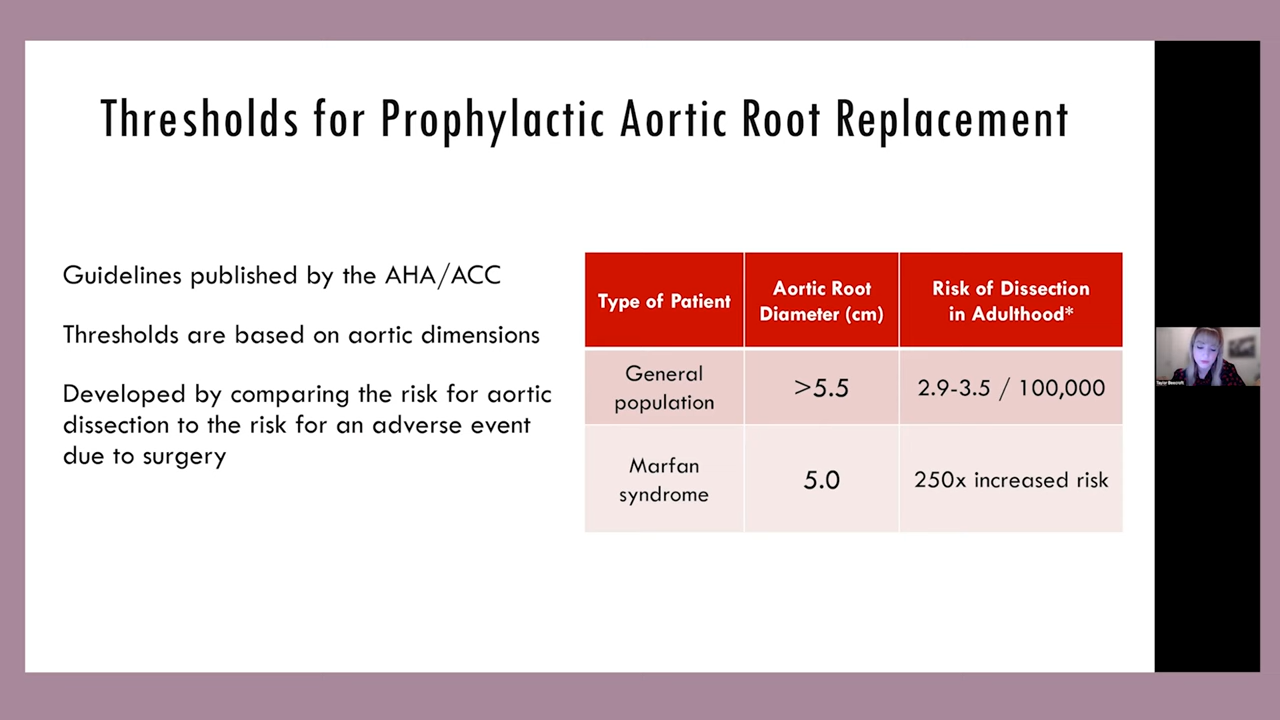 Thresholds for Prophylactic Aortic Root Replacement
Guidelines published by the AHA/ACC
Thresholds are based on aortic dimensions
Developed by comparing the risk for aortic
dissection to the risk for an adverse event
due to surgery
Type of Patient
Aortic Root
Diameter (cm)
Risk of Dissection
in Adulthood*
General
population
>5.5
2.9-3.5 / 100,000
Marfan
syndrome
5.0
250x increased risk
Taylor Beecroft